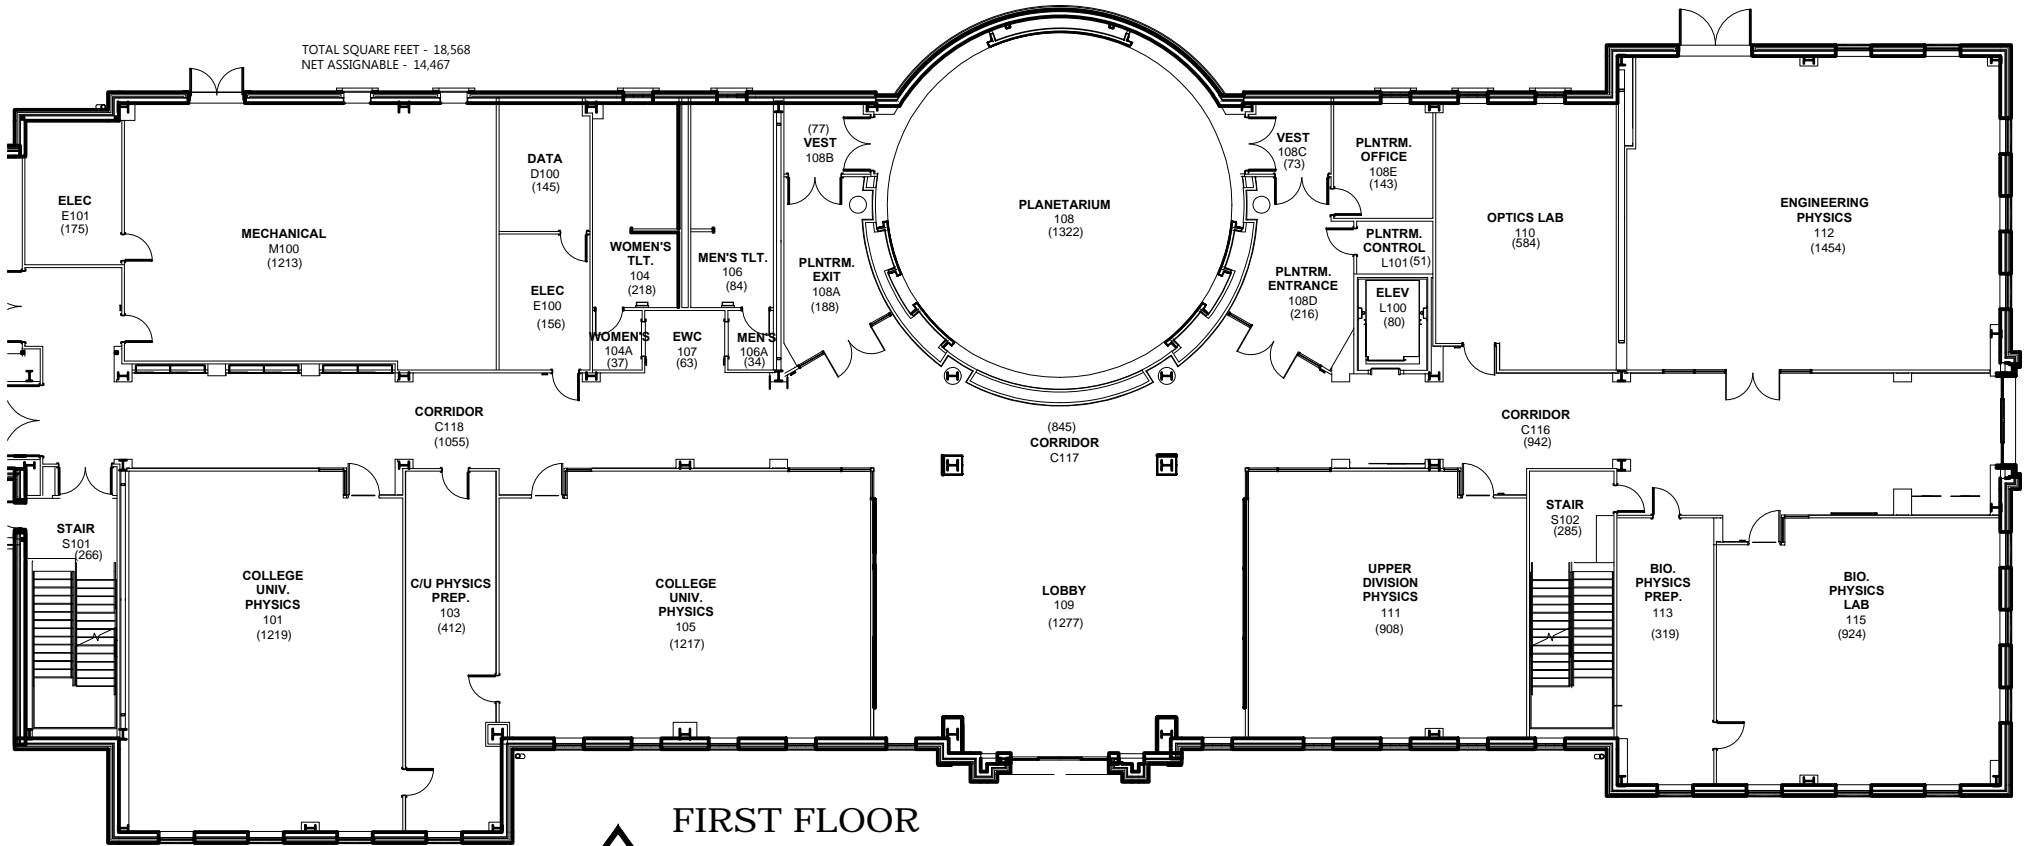 TOTAL SQUARE FEET - 18,568
NET ASSIGNABLE - 14,467
ELEC
E101
(175)
MECHANICAL
M100
(1213)
DATA
D100
(145)
ELEC
E100
(156)
WOMEN'S
TLT.
104
(218)
WOMEN'S
104A
(37)
EWC
107
(63)
MEN'S TLT.
106
(84)
MEN'S
106A
(34)
(77)
VEST
108B
PLNTRM.
EXIT
108A
(188)
PLANETARIUM
108
(1322)
VEST
108C
(73)
PLNTRM.
OFFICE
108E
(143)
PLNTRM.
CONTROL
L101 (51)
PLNTRM.
ENTRANCE
108D
(216)
ELEV
L100
(80)
OPTICS LAB
110
(584)
ENGINEERING
PHYSICS
112
(1454)
CORRIDOR
C118
(1055)
(845)
CORRIDOR
C117
CORRIDOR
C116
(942)
STAIR
S101
(266)
COLLEGE
UNIV.
PHYSICS
101
(1219)
C/U PHYSICS
PREP.
103
(412)
COLLEGE
UNIV.
PHYSICS
105
(1217)
LOBBY
109
(1277)
UPPER
DIVISION
PHYSICS
111
(908)
STAIR
S102
(285)
BIO.
PHYSICS
PREP.
113
(319)
BIO.
PHYSICS
LAB
115
(924)
FIRST FLOOR